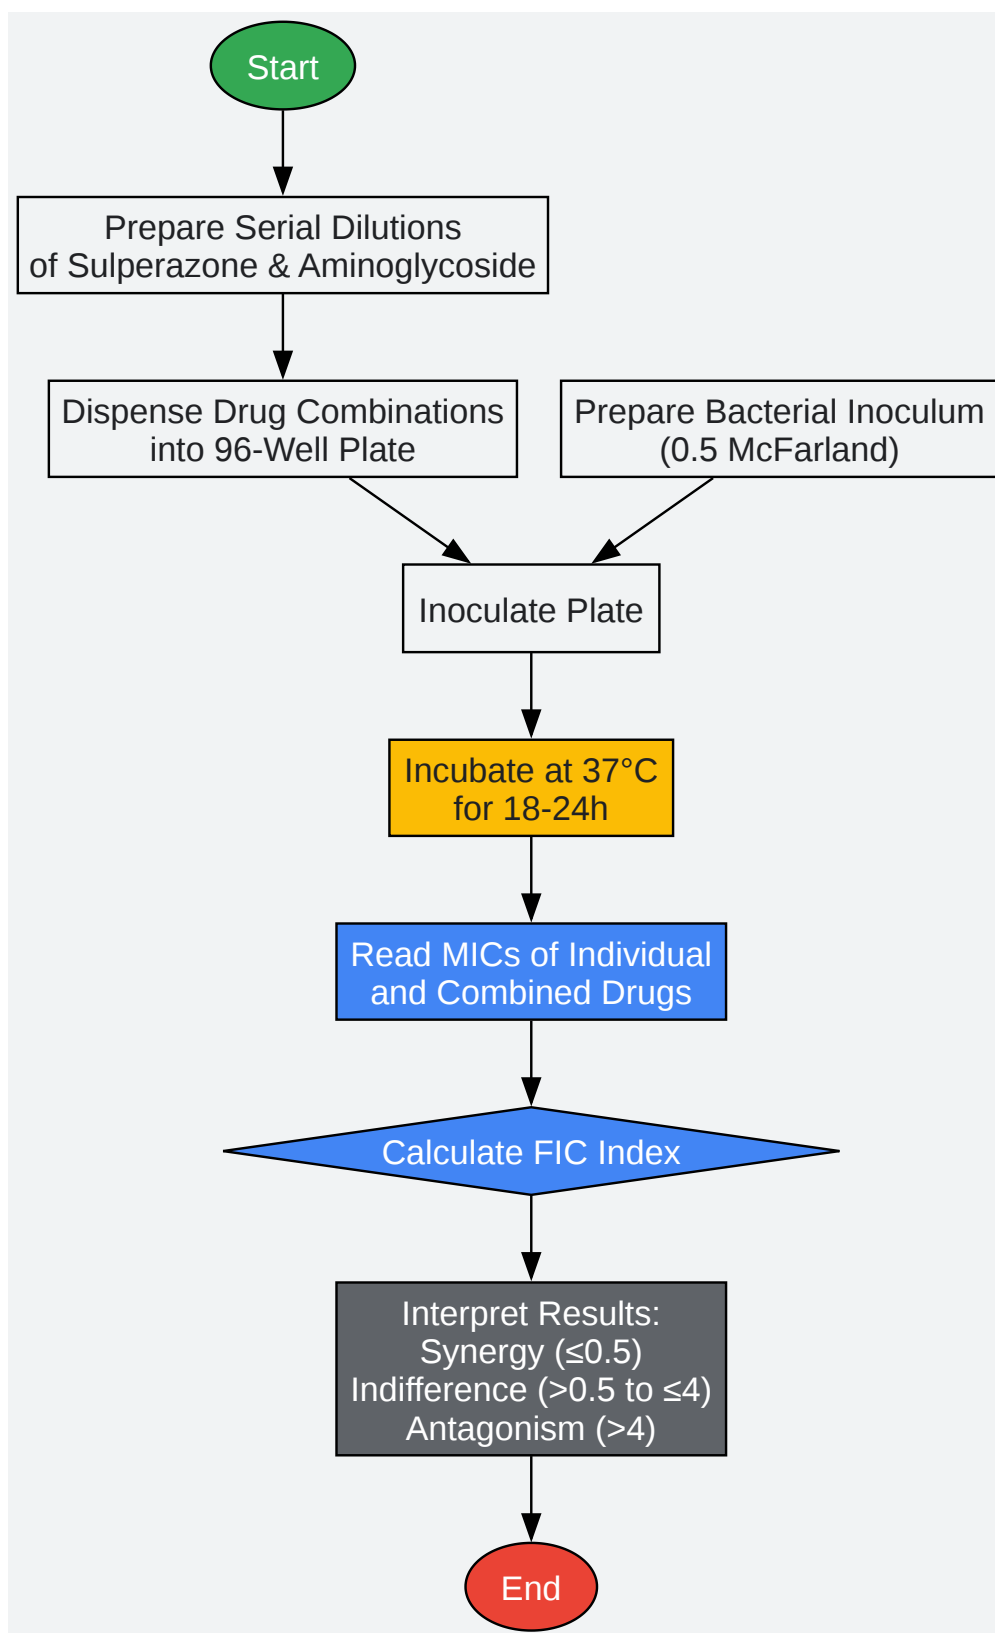 Start
Prepare Serial Dilutions
of Sulperazone & Aminoglycoside
Dispense Drug Combinations
into 96-Well Plate
Prepare Bacterial Inoculum
(0.5 McFarland)
Inoculate Plate
Incubate at 37°C
for 18-24h
Read MICs of Individual
and Combined Drugs
Calculate FIC Index
Interpret Results:
Synergy (≤0.5)
Indifference (>0.5 to ≤4)
Antagonism (>4)
End